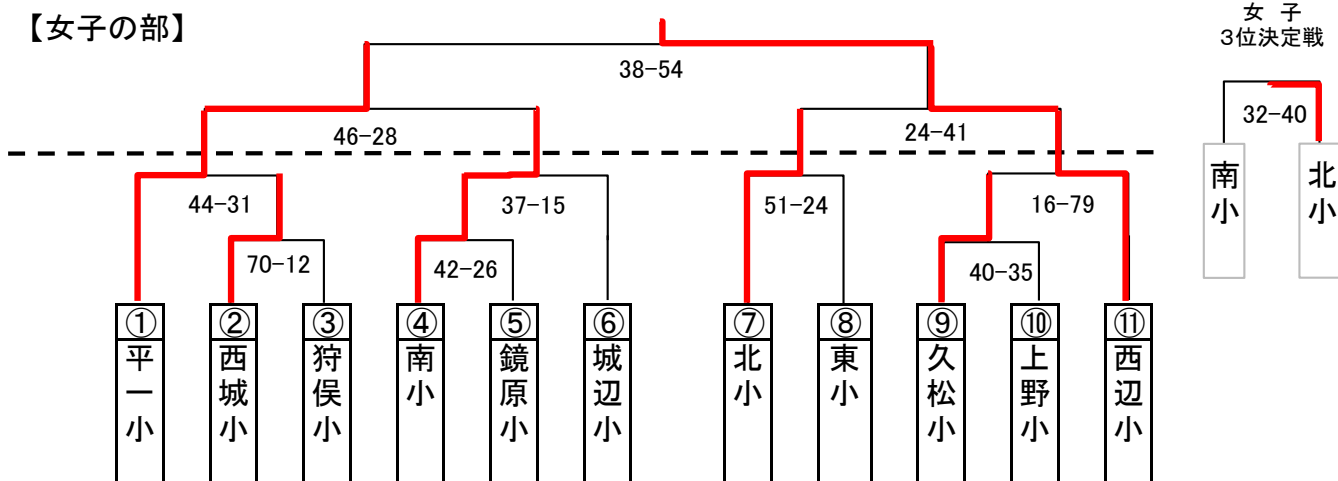 【女子の部】
女 子
3位決定戦
38-54
46-28
24-41
32-40
44-31
37-15
51-24
16-79
南小
北小
70-12
42-26
40-35
①
②
③
④
⑤
⑥
⑦
⑧
⑨
⑩
⑪
平一小
西城小
狩俣小
南小
鏡原小
城辺小
北小
東小
久松小
上野小
西辺小